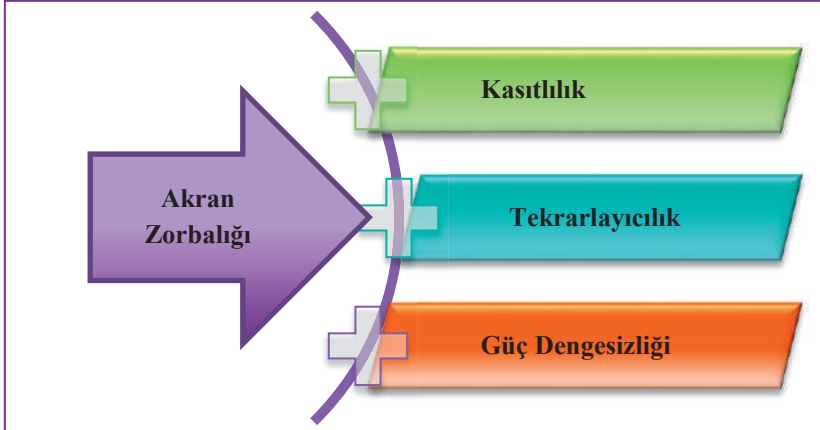 Akran
Zorbalığı
Kasıtlılık
Tekrarlayıcılık
Güç Dengesizliği